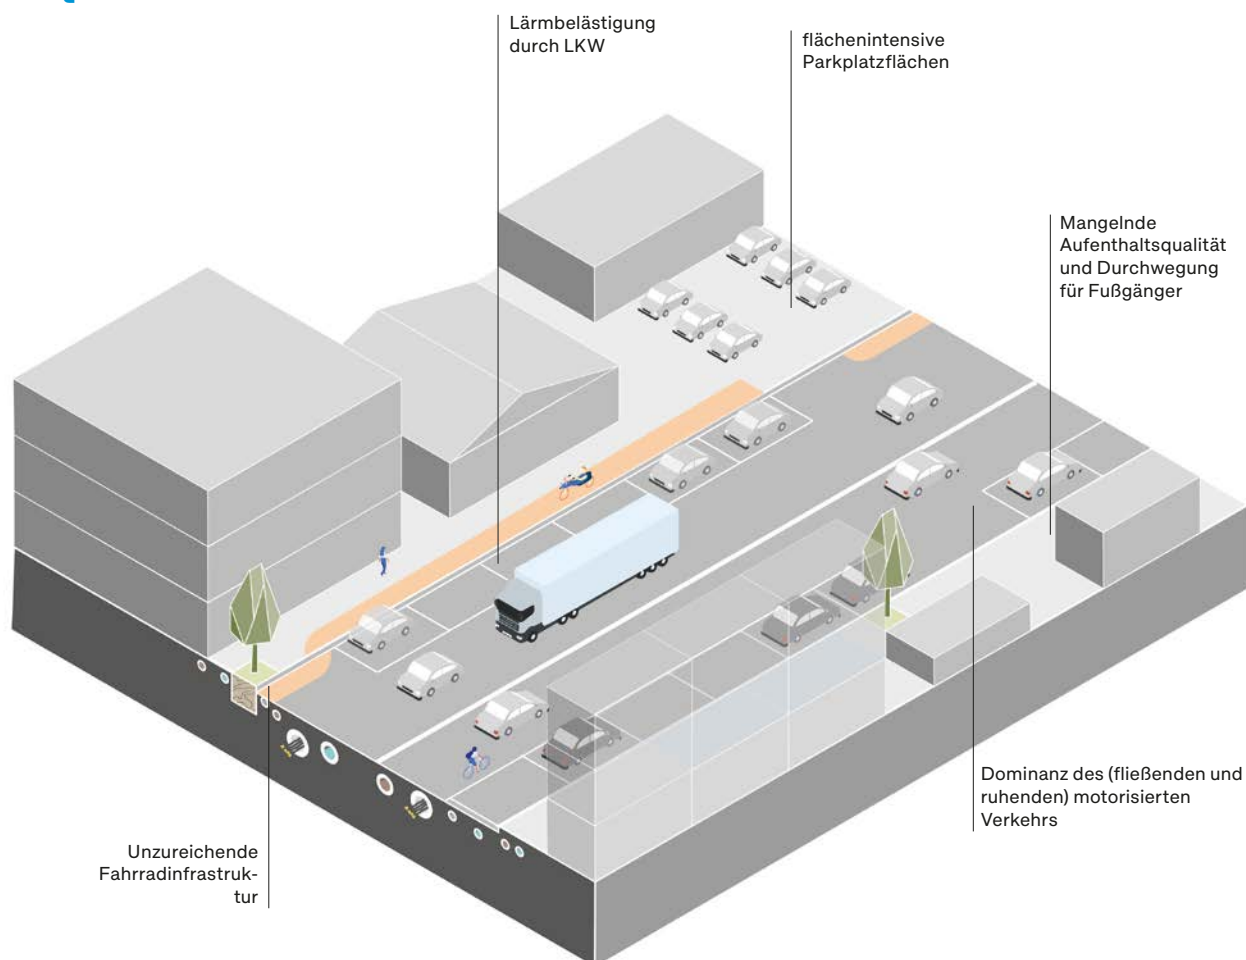 Lärmbelästigung
durch LKW
flächenintensive
Parkplatzflächen
Mangelnde
Aufenthaltsqualität
und Durchwegung
für Fußgänger
Dominanz des (fließenden und
ruhenden) motorisierten
Verkehrs
Unzureichende
Fahrradinfrastruk-
tur